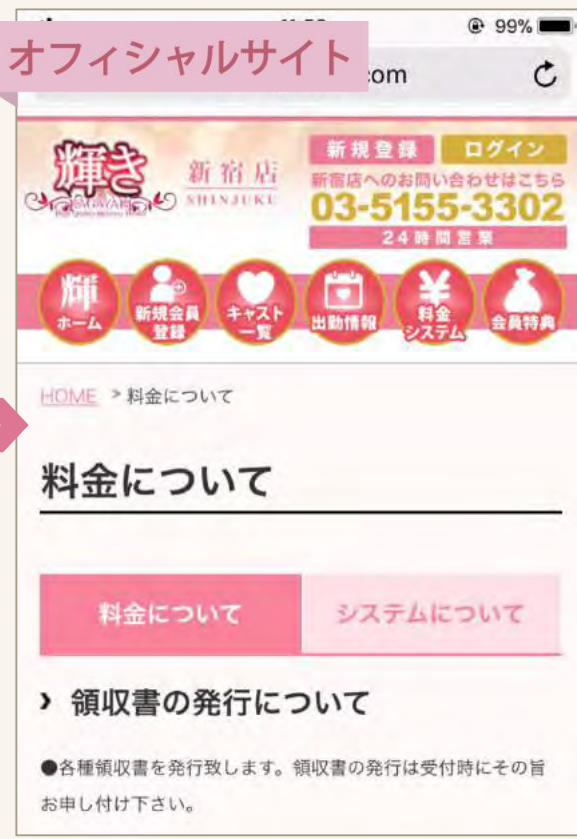 オフィシャルサイト
99%
com
輝き
新宿店
SHINJUKU
新規登録
ログイン
新宿店へのお問い合わせはこちら
03-5155-3302
24時間営業
輝
ホーム
新規会員
登録
キャスト
一覧
出勤情報
¥
料金
システム
会員特典
HOME > 料金について
料金について
料金について
システムについて
› 領収書の発行について
●各種領収書を発行致します。領収書の発行は受付時にその旨
お申し付け下さい。